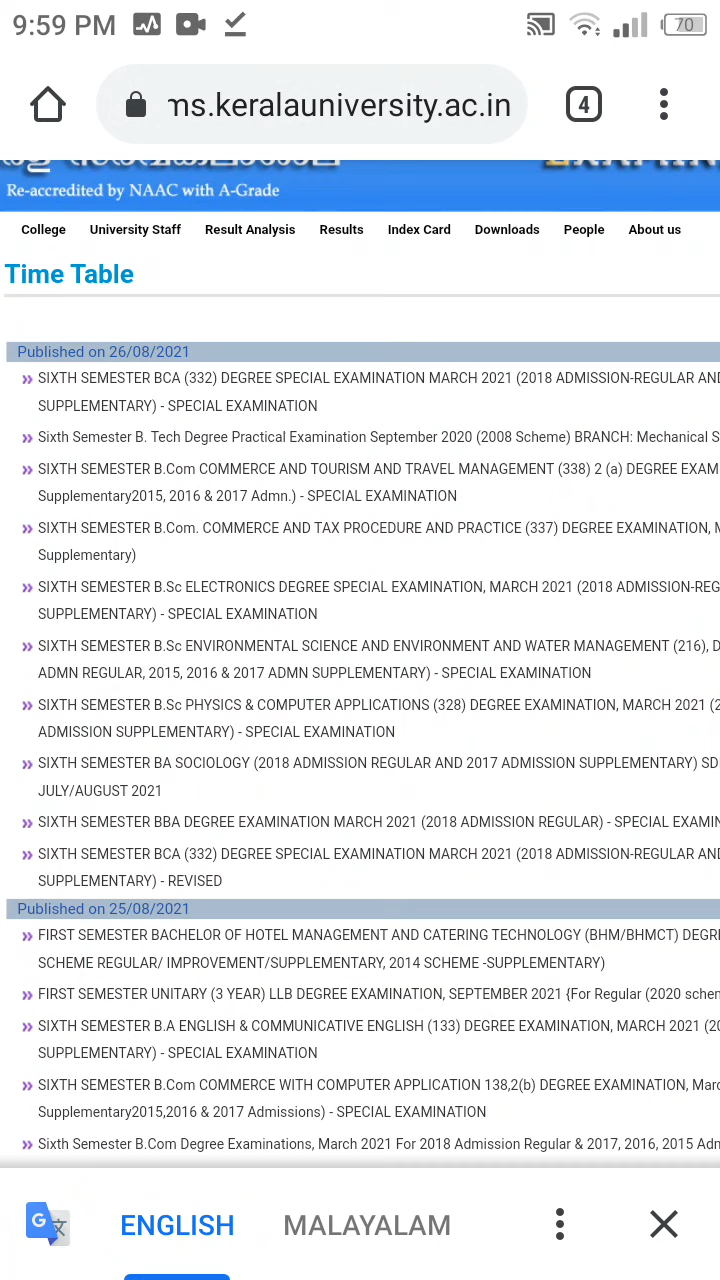 9:59 PM 70
ms.keralauniversity.ac.in 4
Re-accredited by NAAC with A-Grade
College University Staff Result Analysis Results Index Card Downloads People About us
Time Table
Published on 26/08/2021
» SIXTH SEMESTER BCA (332) DEGREE SPECIAL EXAMINATION MARCH 2021 (2018 ADMISSION-REGULAR AND
SUPPLEMENTARY) - SPECIAL EXAMINATION
» Sixth Semester B. Tech Degree Practical Examination September 2020 (2008 Scheme) BRANCH: Mechanical S
» SIXTH SEMESTER B.Com COMMERCE AND TOURISM AND TRAVEL MANAGEMENT (338) 2 (a) DEGREE EXAM
Supplementary2015, 2016 & 2017 Admn.) - SPECIAL EXAMINATION
» SIXTH SEMESTER B.Com. COMMERCE AND TAX PROCEDURE AND PRACTICE (337) DEGREE EXAMINATION, M
Supplementary)
» SIXTH SEMESTER B.Sc ELECTRONICS DEGREE SPECIAL EXAMINATION, MARCH 2021 (2018 ADMISSION-REG
SUPPLEMENTARY) - SPECIAL EXAMINATION
» SIXTH SEMESTER B.Sc ENVIRONMENTAL SCIENCE AND ENVIRONMENT AND WATER MANAGEMENT (216), D
ADMN REGULAR, 2015, 2016 & 2017 ADMN SUPPLEMENTARY) - SPECIAL EXAMINATION
» SIXTH SEMESTER B.Sc PHYSICS & COMPUTER APPLICATIONS (328) DEGREE EXAMINATION, MARCH 2021 (2
ADMISSION SUPPLEMENTARY) - SPECIAL EXAMINATION
» SIXTH SEMESTER BA SOCIOLOGY (2018 ADMISSION REGULAR AND 2017 ADMISSION SUPPLEMENTARY) SD
JULY/AUGUST 2021
» SIXTH SEMESTER BBA DEGREE EXAMINATION MARCH 2021 (2018 ADMISSION REGULAR) - SPECIAL EXAMIN
» SIXTH SEMESTER BCA (332) DEGREE SPECIAL EXAMINATION MARCH 2021 (2018 ADMISSION-REGULAR AND
SUPPLEMENTARY) - REVISED
Published on 25/08/2021
» FIRST SEMESTER BACHELOR OF HOTEL MANAGEMENT AND CATERING TECHNOLOGY (BHM/BHMCT) DEGRE
SCHEME REGULAR/ IMPROVEMENT/SUPPLEMENTARY, 2014 SCHEME -SUPPLEMENTARY)
» FIRST SEMESTER UNITARY (3 YEAR) LLB DEGREE EXAMINATION, SEPTEMBER 2021 {For Regular (2020 schem
» SIXTH SEMESTER B.A ENGLISH & COMMUNICATIVE ENGLISH (133) DEGREE EXAMINATION, MARCH 2021 (20
SUPPLEMENTARY) - SPECIAL EXAMINATION
» SIXTH SEMESTER B.Com COMMERCE WITH COMPUTER APPLICATION 138,2(b) DEGREE EXAMINATION, Marc
Supplementary2015,2016 & 2017 Admissions) - SPECIAL EXAMINATION
» Sixth Semester B.Com Degree Examinations, March 2021 For 2018 Admission Regular & 2017, 2016, 2015 Adm
ENGLISH MALAYALAM